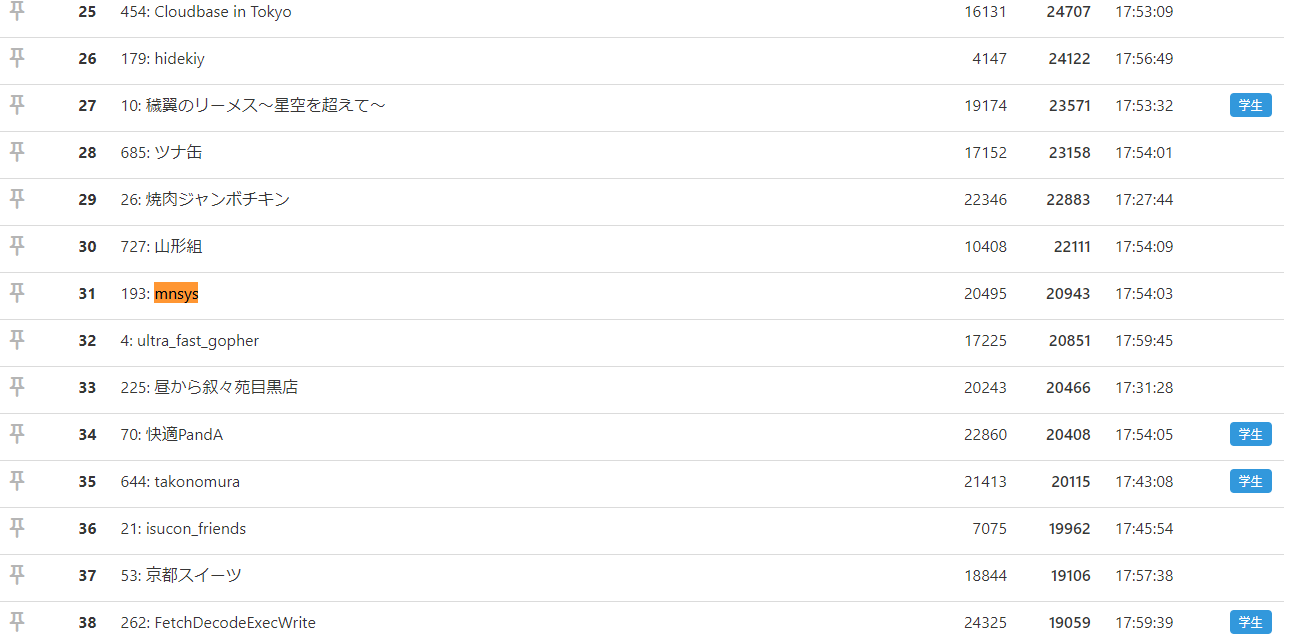 25 454: Cloudbase in Tokyo 16131 24707 17:53:09
26 179: hidekiy 4147 24122 17:56:49
27 10: 穢翼のリーメス〜星空を超えて〜 19174 23571 17:53:32 学生
28 685: ツナ缶 17152 23158 17:54:01
29 26: 焼肉ジャンボチキン 22346 22883 17:27:44
30 727: 山形組 10408 22111 17:54:09
31 193: mnsys 20495 20943 17:54:03
32 4: ultra_fast_gopher 17225 20851 17:59:45
33 225: 昼から叙々苑目黒店 20243 20466 17:31:28
34 70: 快適PandA 22860 20408 17:54:05 学生
35 644: takonomura 21413 20115 17:43:08 学生
36 21: isucon_friends 7075 19962 17:45:54
37 53: 京都スイーツ 18844 19106 17:57:38
38 262: FetchDecodeExecWrite 24325 19059 17:59:39 学生